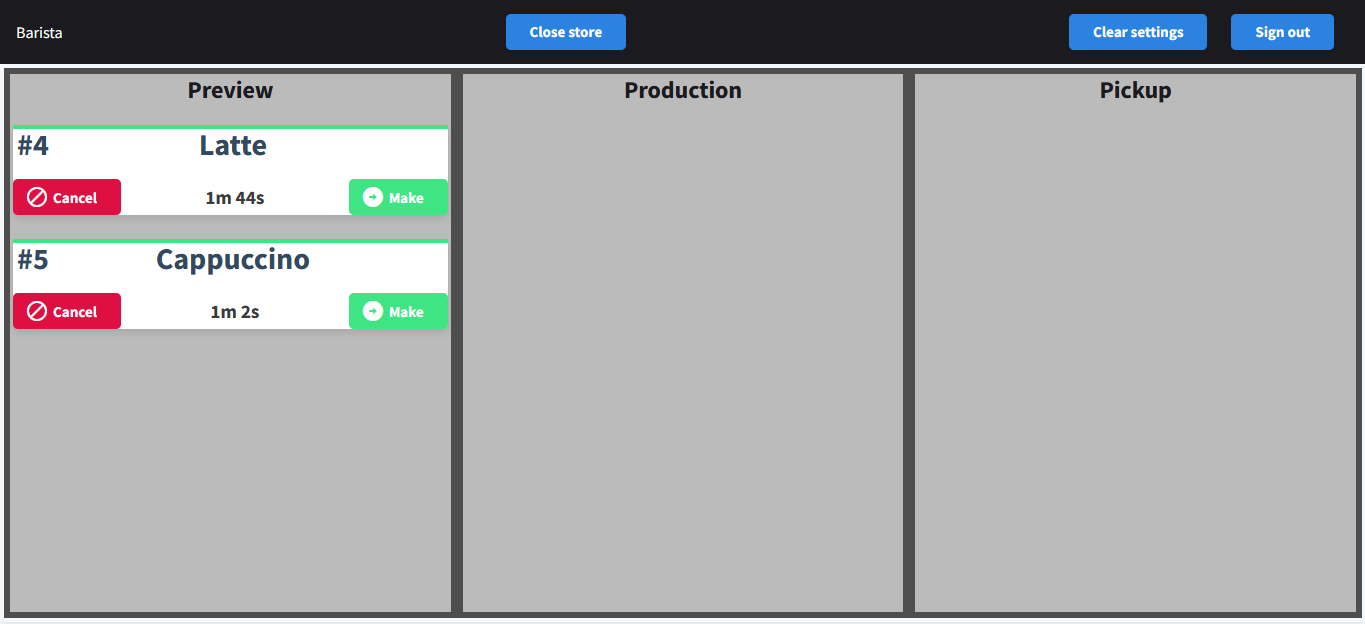 Barista
Close store
Clear settings
Sign out
Preview
#4 Latte
Cancel 1m 44s Make
#5 Cappuccino
Cancel 1m 2s Make
Production
Pickup